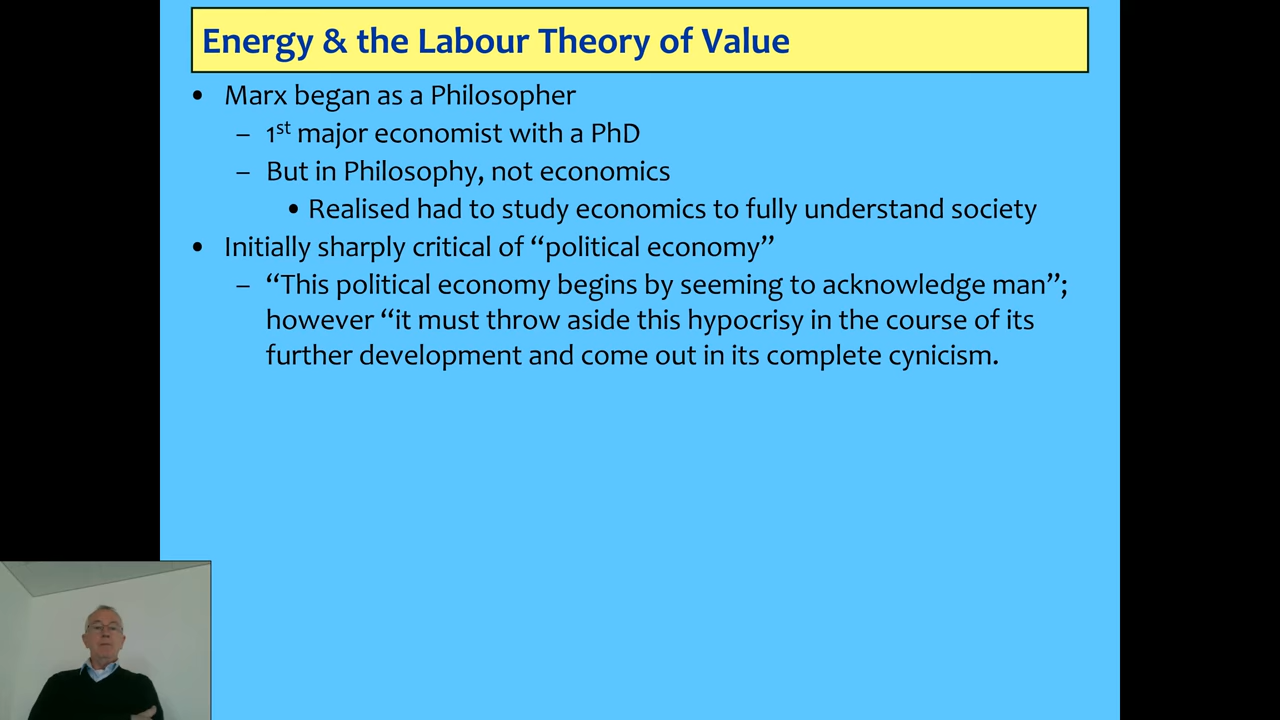 Energy & the Labour Theory of Value
• Marx began as a Philosopher
– 1st major economist with a PhD
– But in Philosophy, not economics
• Realised had to study economics to fully understand society
• Initially sharply critical of “political economy”
– “This political economy begins by seeming to acknowledge man”;
however “it must throw aside this hypocrisy in the course of its
further development and come out in its complete cynicism.